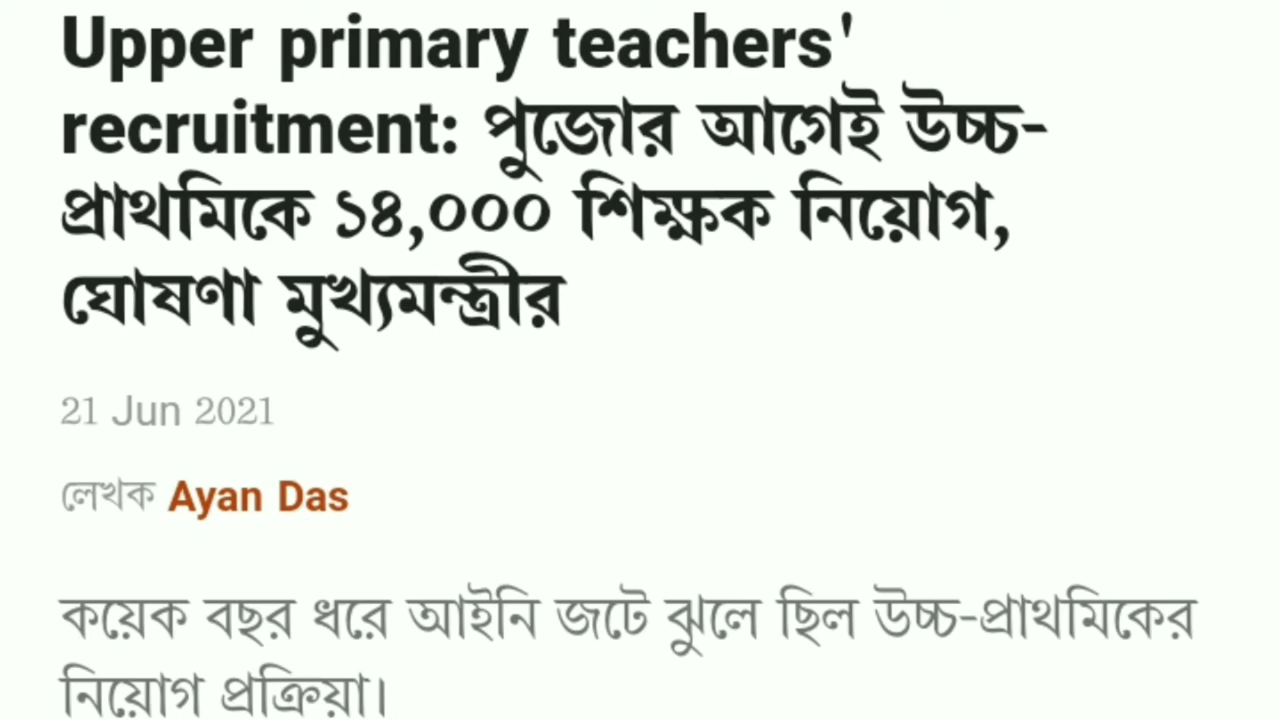 Upper primary teachers'
recruitment: পুজোর আগেই উচ্চ-
প্রাথমিকে ১৪,০০০ শিক্ষক নিয়োগ,
ঘোষণা মুখ্যমন্ত্রীর
21 Jun 2021
লেখক Ayan Das
কয়েক বছর ধরে আইনি জটে ঝুলে ছিল উচ্চ-প্রাথমিকের
নিয়োগ প্রক্রিয়া।